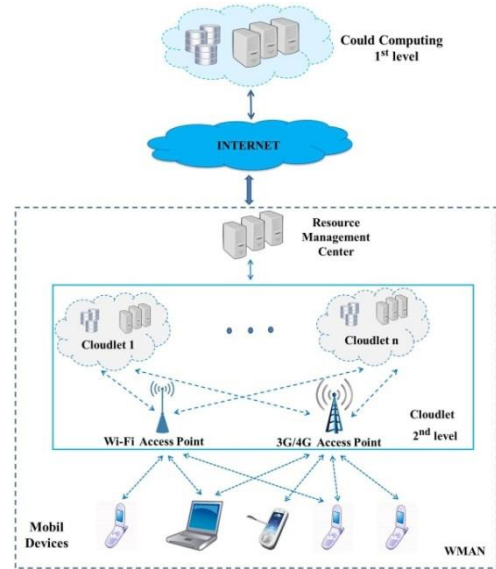 Could Computing
1st level
INTERNET
Resource
Management
Center
Cloudlet 1
Cloudlet n
Wi-Fi Access Point
3G/4G Access Point
Cloudlet
2nd level
Mobil
Devices
WMAN